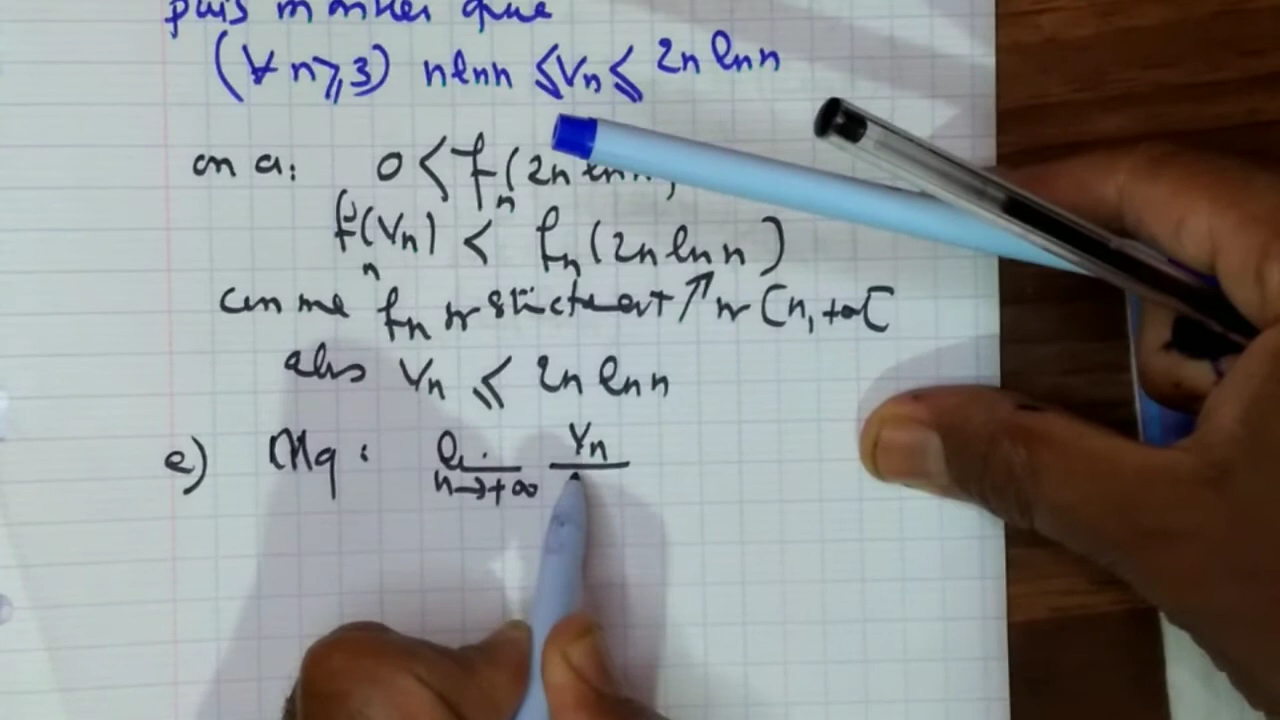 puis montrer que
(∀ n ⩾ 3) n ln n ≤ Vn ≤ 2n ln n
on a : 0 < fn(2n ln n)
fn(Vn) < fn(2n ln n)
comme fn strictement ↗ [n, +∞[
alors Vn ≤ 2n ln n
e) Mq : lim n→+∞ Vn